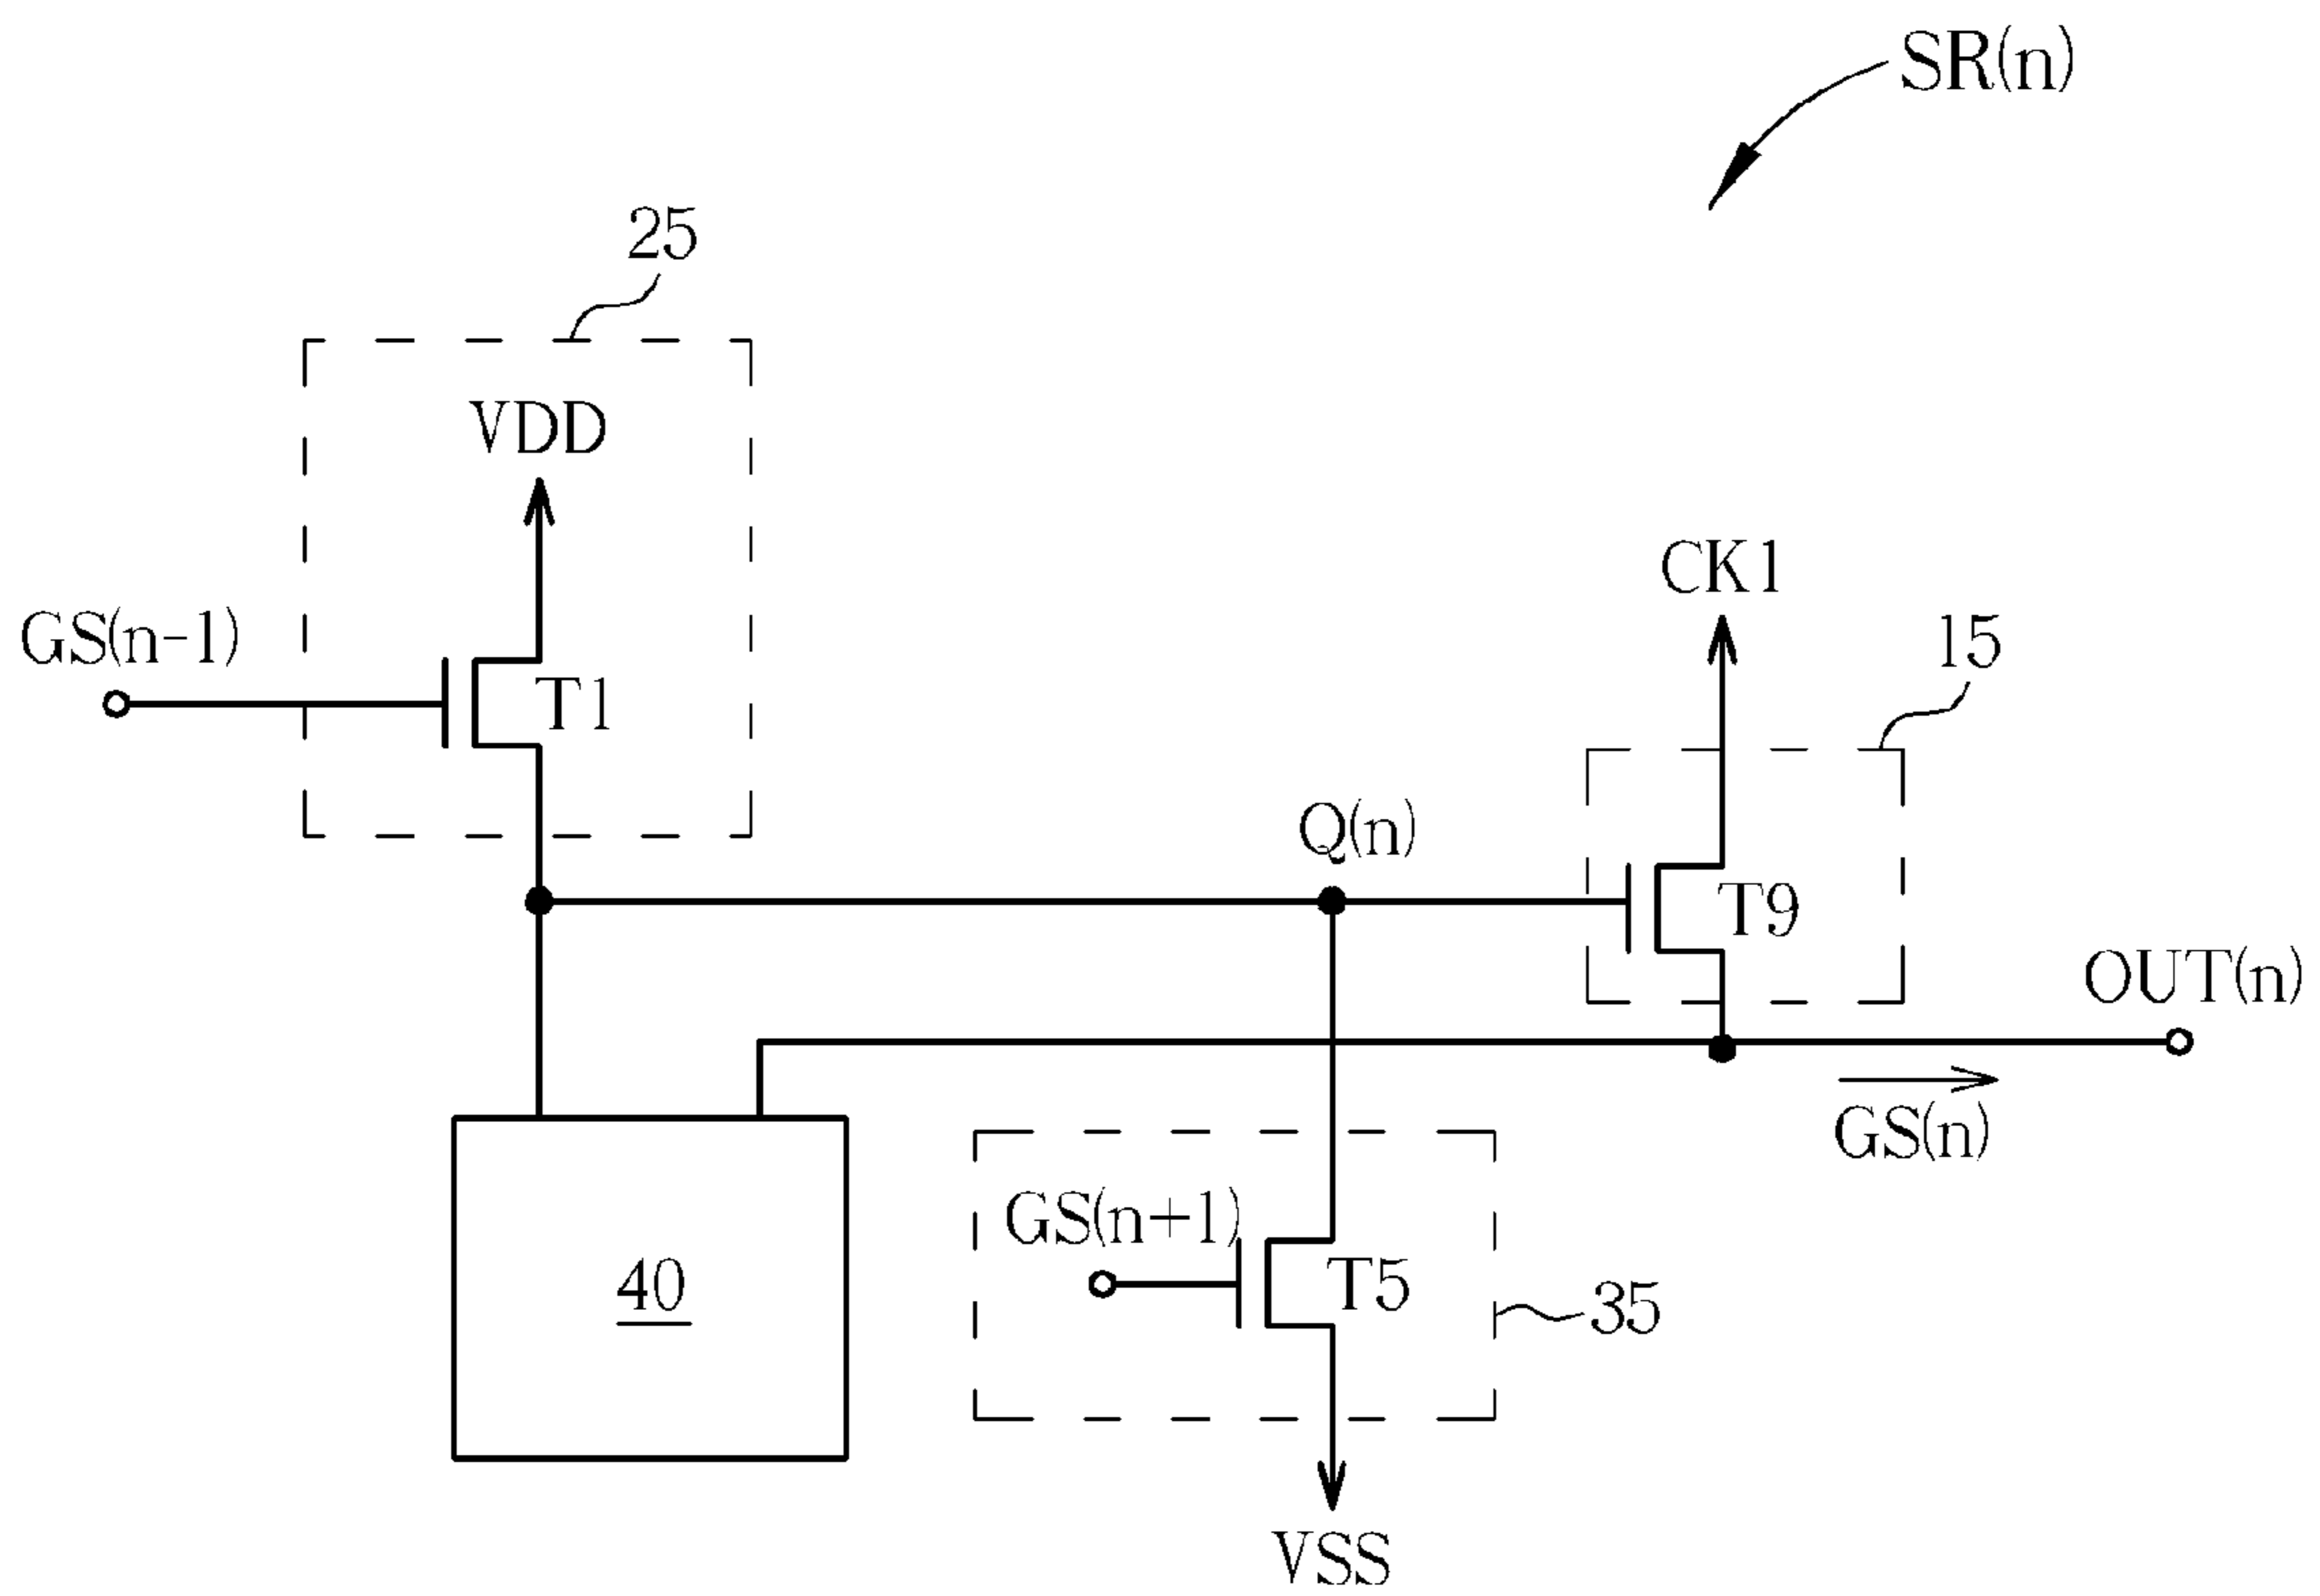 SR(n)
25
VDD
CK1
GS(n-1)
15
T1
Q(n)
T9
OUT(n)
GS(n)
GS(n+1)
40
T5
35
VSS